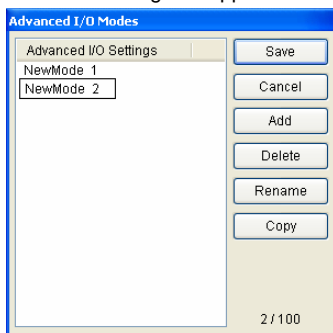 Advanced I/O Modes
Advanced I/O Settings
NewMode 1
NewMode 2
Save
Cancel
Add
Delete
Rename
Copy
2/100